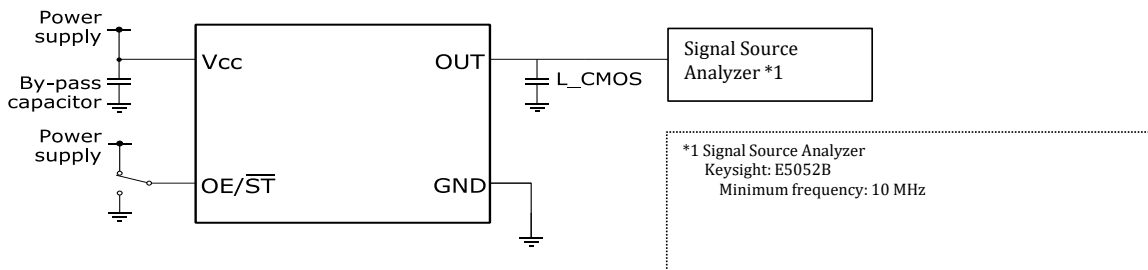 Power
supply
Vcc
OUT
Signal Source
Analyzer *1
By-pass
capacitor
L_CMOS
Power
supply
OE/S̅T̅
GND
*1 Signal Source Analyzer
Keysight: E5052B
Minimum frequency: 10 MHz